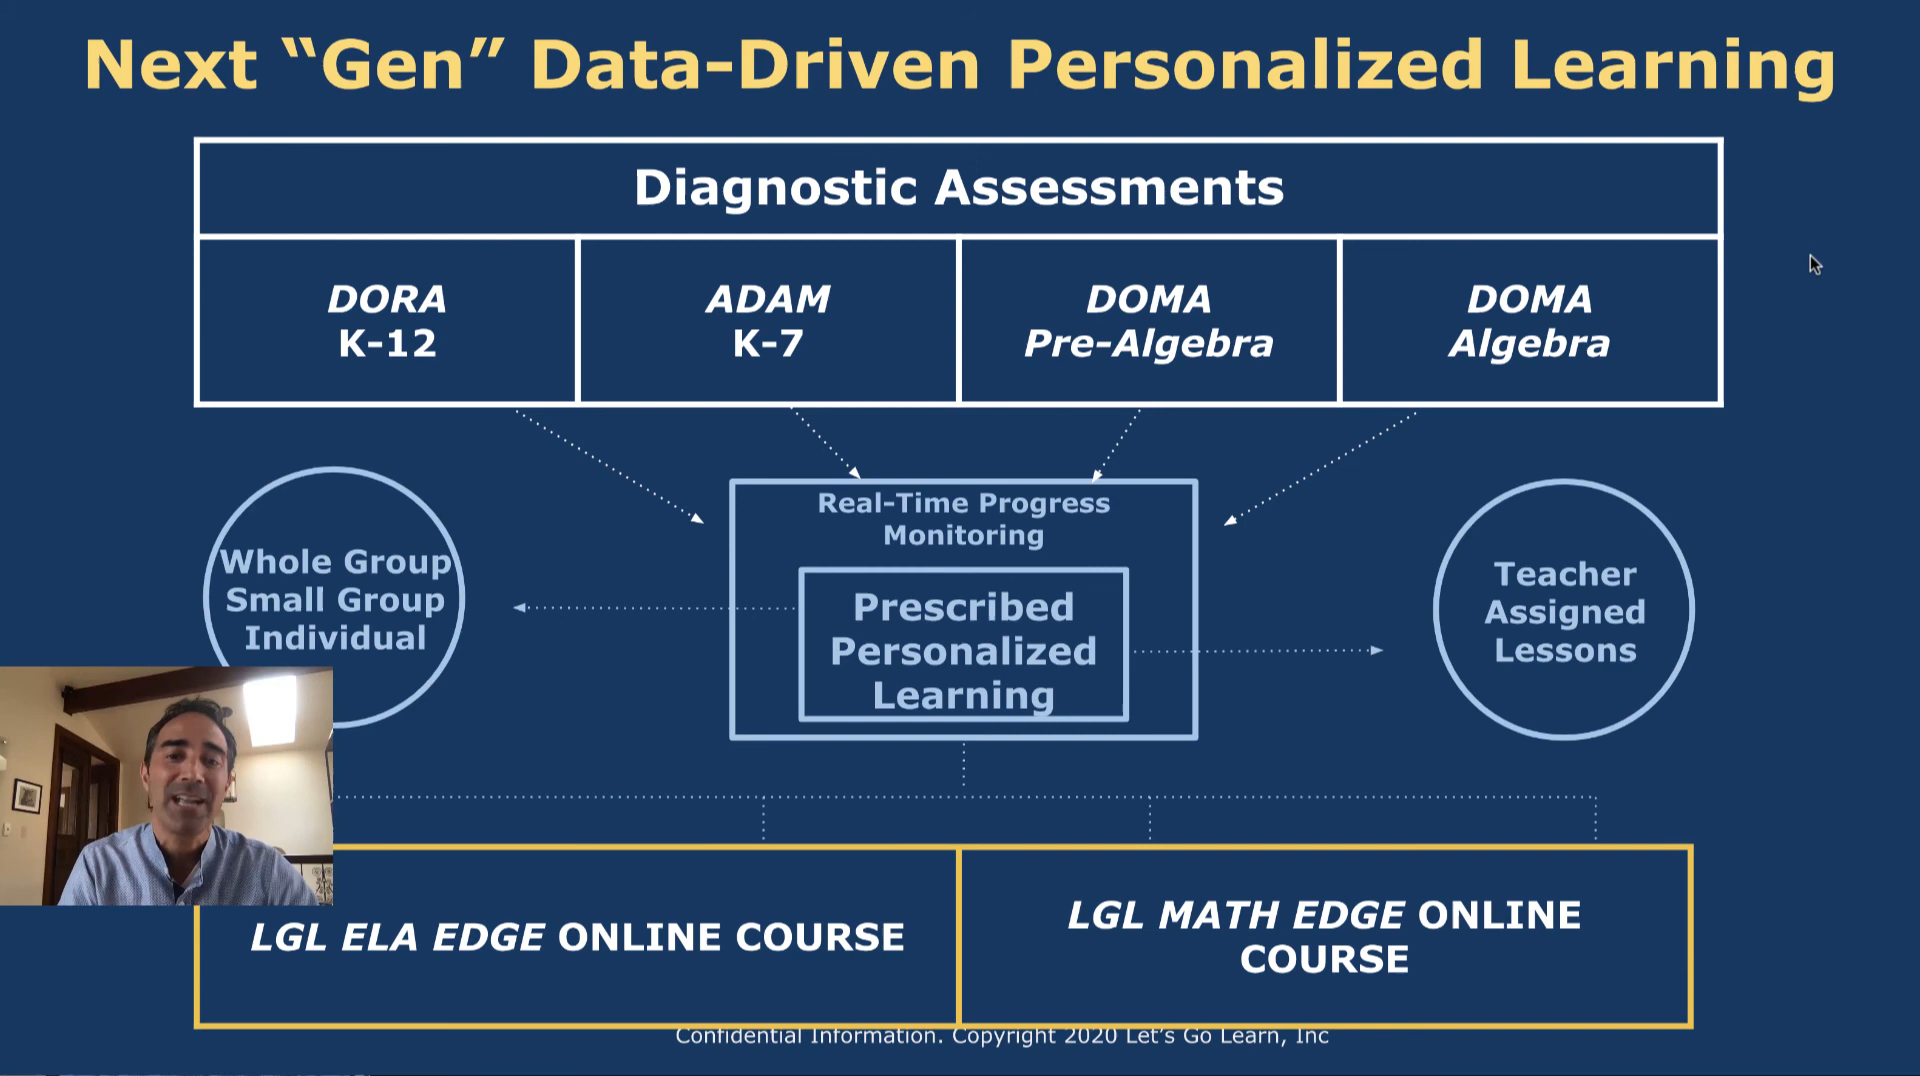 Next “Gen” Data-Driven Personalized Learning
Diagnostic Assessments
DORA
K-12
ADAM
K-7
DOMA
Pre-Algebra
DOMA
Algebra
Whole Group
Small Group
Individual
Real-Time Progress
Monitoring
Prescribed
Personalized
Learning
Teacher
Assigned
Lessons
LGL ELA EDGE ONLINE COURSE
LGL MATH EDGE ONLINE
COURSE
Confidential Information. Copyright 2020 Let’s Go Learn, Inc